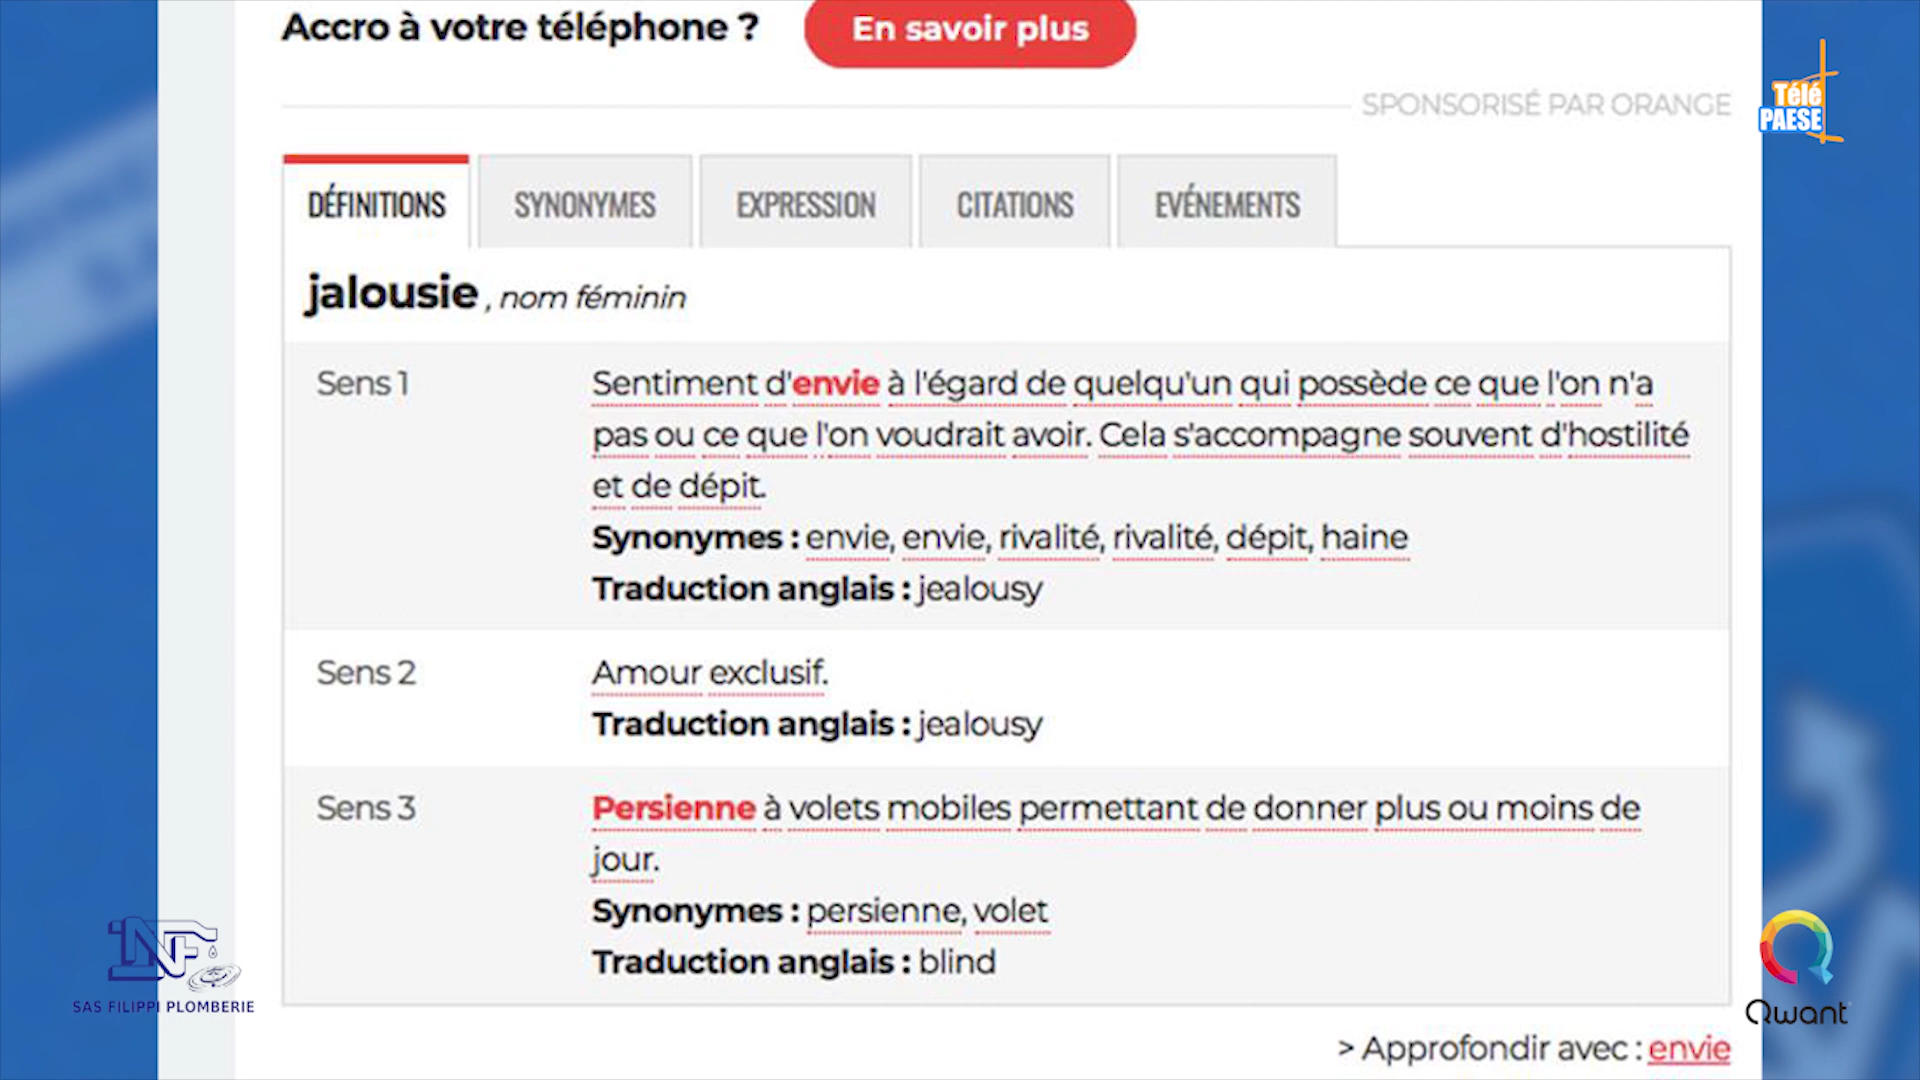 Accro à votre téléphone ?
En savoir plus
SPONSORISÉ PAR ORANGE
Télé
PAESE
DÉFINITIONS
SYNONYMES
EXPRESSION
CITATIONS
EVÉNEMENTS
jalousie, nom féminin
Sens 1
Sentiment d'envie à l'égard de quelqu'un qui possède ce que l'on n'a
pas ou ce que l'on voudrait avoir. Cela s'accompagne souvent d'hostilité
et de dépit.
Synonymes : envie, envie, rivalité, rivalité, dépit, haine
Traduction anglais : jealousy
Sens 2
Amour exclusif.
Traduction anglais : jealousy
Sens 3
Persienne à volets mobiles permettant de donner plus ou moins de
jour.
Synonymes : persienne, volet
Traduction anglais : blind
> Approfondir avec : envie
NF
SAS FILIPPI PLOMBERIE
Qwant